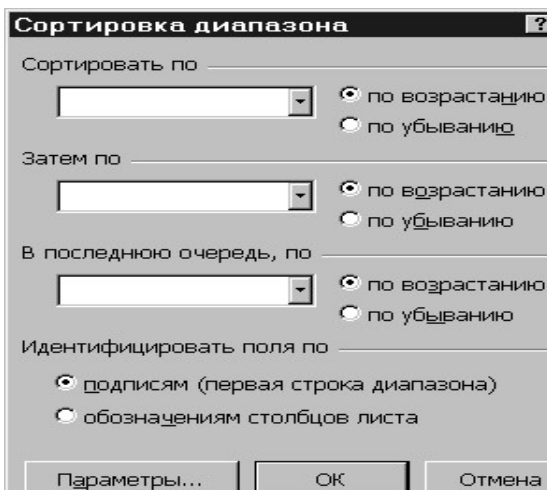 Сортировка диапазона ?
Сортировать по
по возрастанию
по убыванию
Затем по
по возрастанию
по убыванию
В последнюю очередь, по
по возрастанию
по убыванию
Идентифицировать поля по
подписям (первая строка диапазона)
обозначениям столбцов листа
Параметры... ОК Отмена